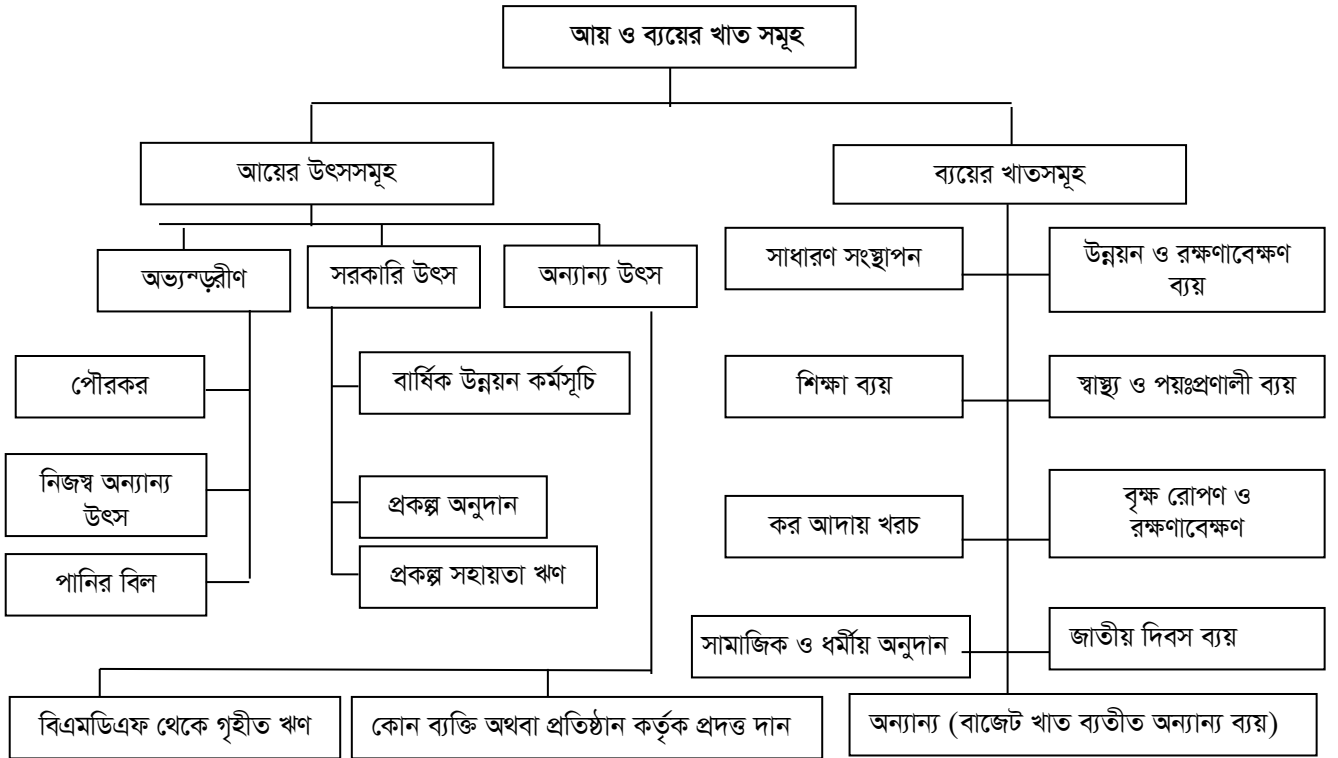 আয় ও ব্যয়ের খাত সমূহ
আয়ের উৎসসমূহ
ব্যয়ের খাতসমূহ
অভ্যন্ড়রীণ
সরকারি উৎস
অন্যান্য উৎস
সাধারণ সংস্থাপন
উন্নয়ন ও রক্ষণাবেক্ষণ
ব্যয়
পৌরকর
বার্ষিক উন্নয়ন কর্মসূচি
শিক্ষা ব্যয়
স্বাস্থ্য ও পয়ঃপ্রণালী ব্যয়
নিজস্ব অন্যান্য
উৎস
প্রকল্প অনুদান
কর আদায় খরচ
বৃক্ষ রোপণ ও
রক্ষণাবেক্ষণ
পানির বিল
প্রকল্প সহায়তা ঋণ
সামাজিক ও ধর্মীয় অনুদান
জাতীয় দিবস ব্যয়
বিএমডিএফ থেকে গৃহীত ঋণ
কোন ব্যক্তি অথবা প্রতিষ্ঠান কর্তৃক প্রদত্ত দান
অন্যান্য (বাজেট খাত ব্যতীত অন্যান্য ব্যয়)